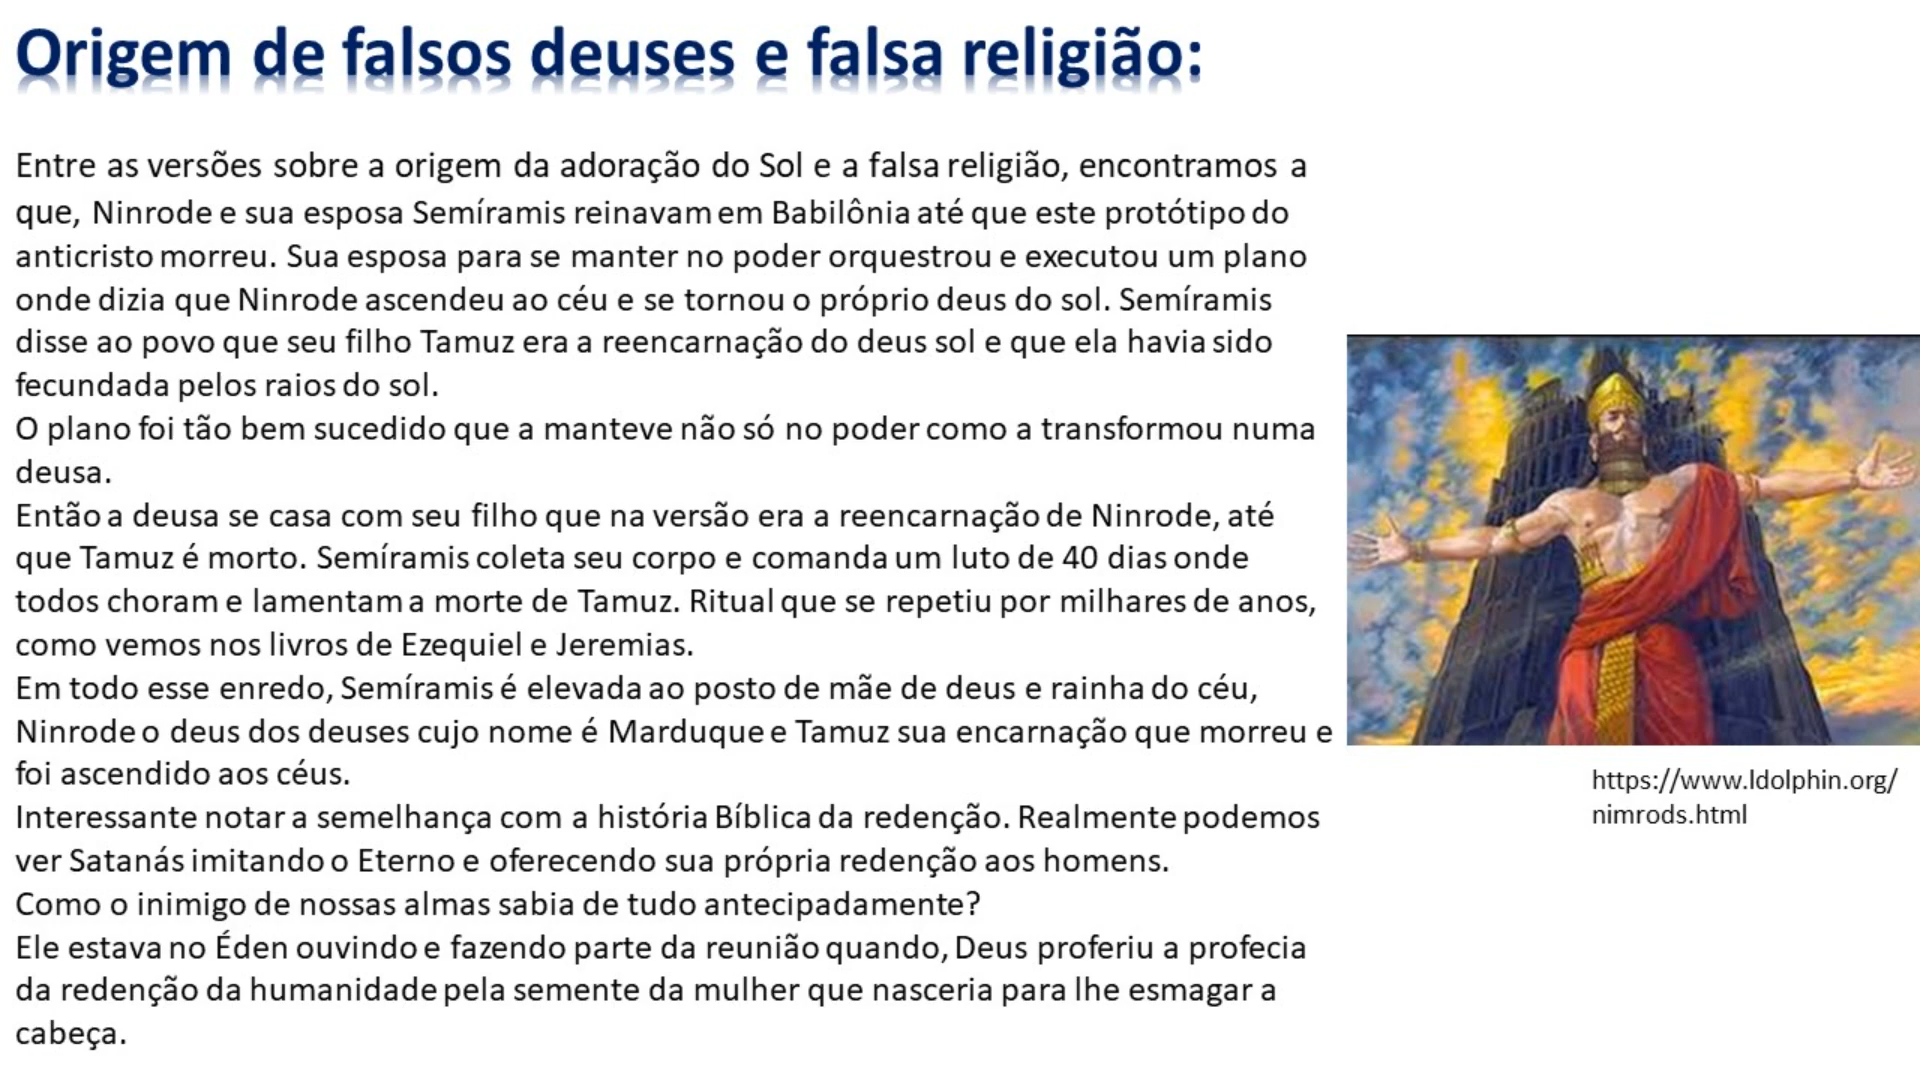 Origem de falsos deuses e falsa religião:
Entre as versões sobre a origem da adoração do Sol e a falsa religião, encontramos a
que, Ninrode e sua esposa Semíramis reinavam em Babilônia até que este protótipo do
anticristo morreu. Sua esposa para se manter no poder orquestrou e executou um plano
onde dizia que Ninrode ascendeu ao céu e se tornou o próprio deus do sol. Semíramis
disse ao povo que seu filho Tamuz era a reencarnação do deus sol e que ela havia sido
fecundada pelos raios do sol.
O plano foi tão bem sucedido que a manteve não só no poder como a transformou numa
deusa.
Então a deusa se casa com seu filho que na versão era a reencarnação de Ninrode, até
que Tamuz é morto. Semíramis coleta seu corpo e comanda um luto de 40 dias onde
todos choram e lamentam a morte de Tamuz. Ritual que se repetiu por milhares de anos,
como vemos nos livros de Ezequiel e Jeremias.
Em todo esse enredo, Semíramis é elevada ao posto de mãe de deus e rainha do céu,
Ninrode o deus dos deuses cujo nome é Marduque e Tamuz sua encarnação que morreu e
foi ascendido aos céus.
Interessante notar a semelhança com a história Bíblica da redenção. Realmente podemos
ver Satanás imitando o Eterno e oferecendo sua própria redenção aos homens.
Como o inimigo de nossas almas sabia de tudo antecipadamente?
Ele estava no Éden ouvindo e fazendo parte da reunião quando, Deus proferiu a profecia
da redenção da humanidade pela semente da mulher que nasceria para lhe esmagar a
cabeça.
https://www.ldolphin.org/
nimrods.html